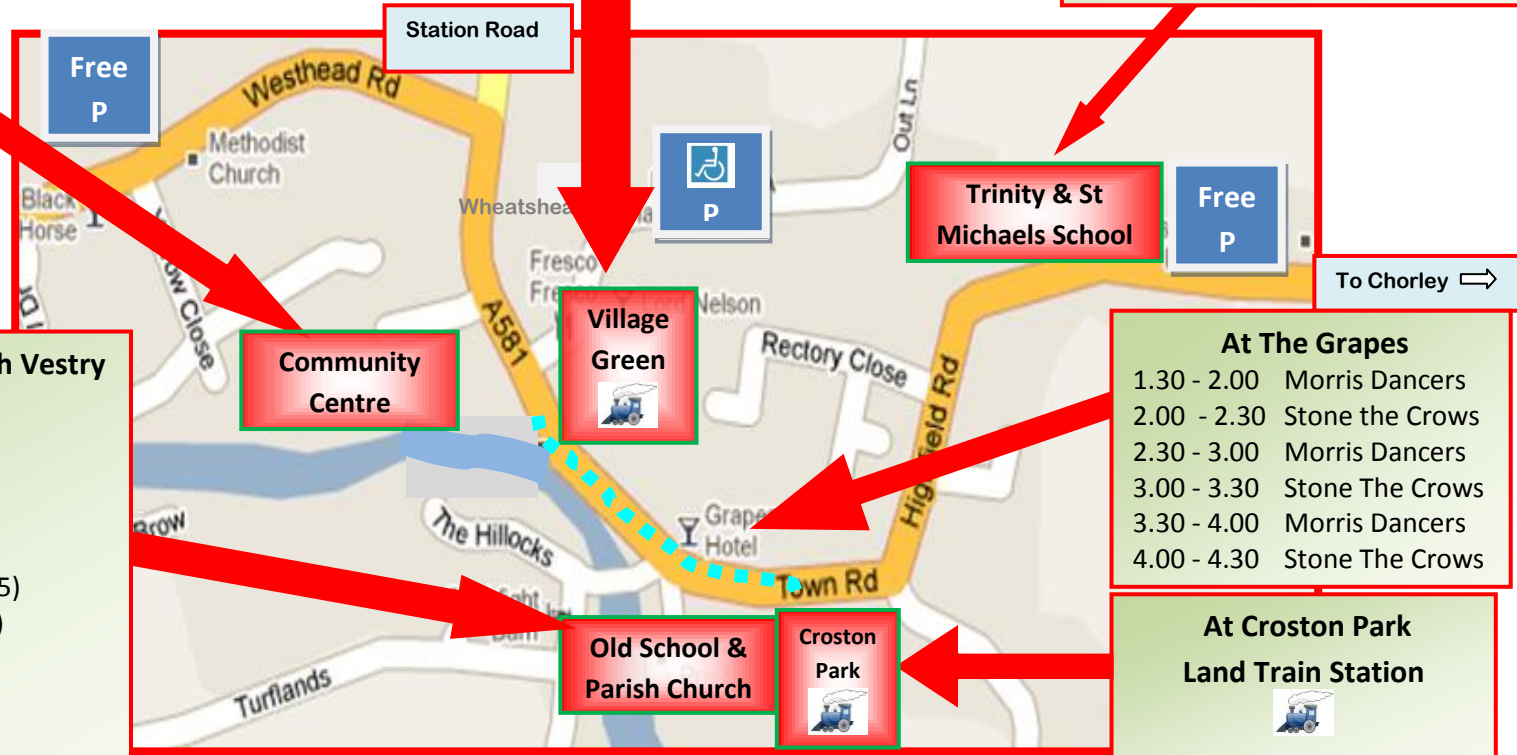 Station Road
Free
P
Westhead Rd
Methodist
Church
Black
Horse
Close
P
Out Ln
Trinity & St
Michaels School
Free
P
To Chorley ⇨
Fresco
A581
Nelson
Village
Green
Community
Centre
Rectory Close
Highfield Rd
h Vestry
5)
)
At The Grapes
1.30 - 2.00 Morris Dancers
2.00 - 2.30 Stone the Crows
2.30 - 3.00 Morris Dancers
3.00 - 3.30 Stone The Crows
3.30 - 4.00 Morris Dancers
4.00 - 4.30 Stone The Crows
Brow
The Hillocks
Hotel
Town Rd
Old School &
Parish Church
Croston
Park
Turflands
At Croston Park
Land Train Station